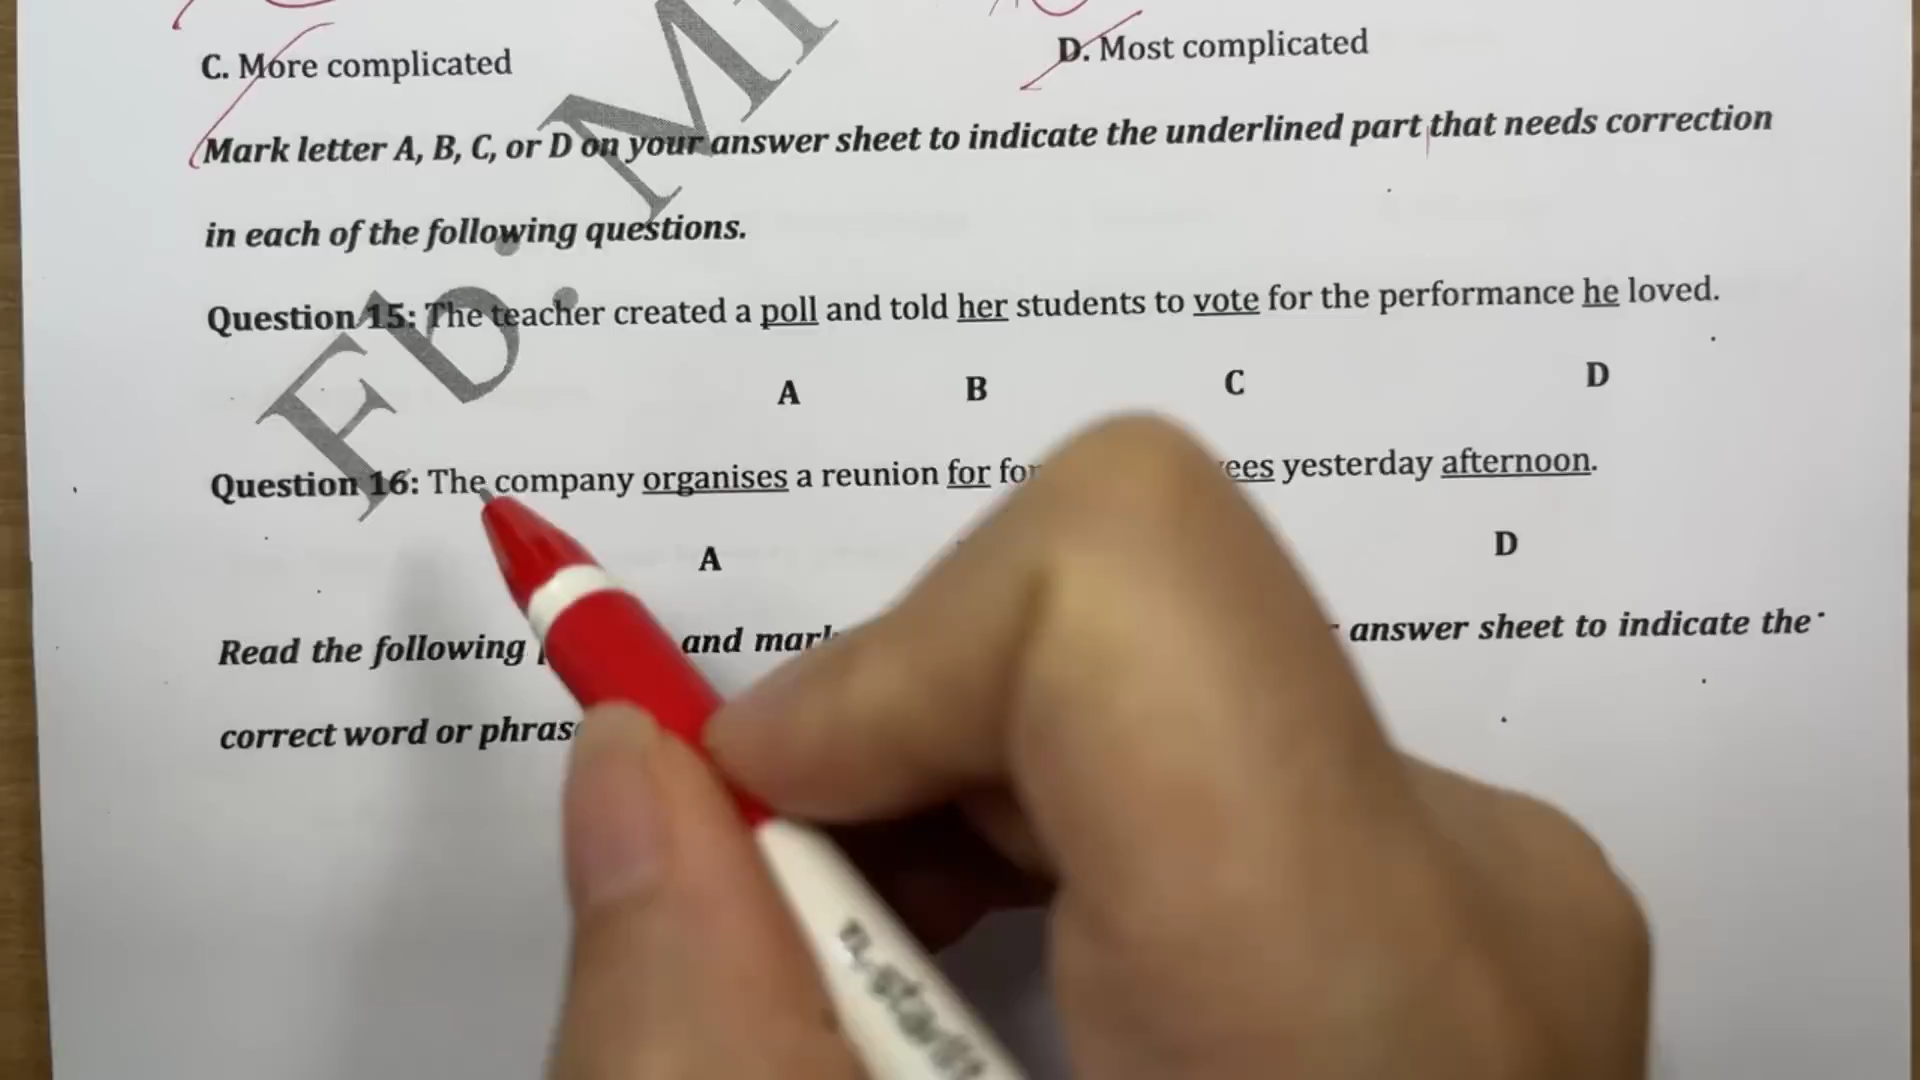 C. More complicated D. Most complicated
Mark letter A, B, C, or D on your answer sheet to indicate the underlined part that needs correction
in each of the following questions.
Question 15: The teacher created a poll and told her students to vote for the performance he loved.
A B C D
Question 16: The company organises a reunion for yesterday afternoon.
A D
Read the following and answer sheet to indicate the
correct word or
Fb: